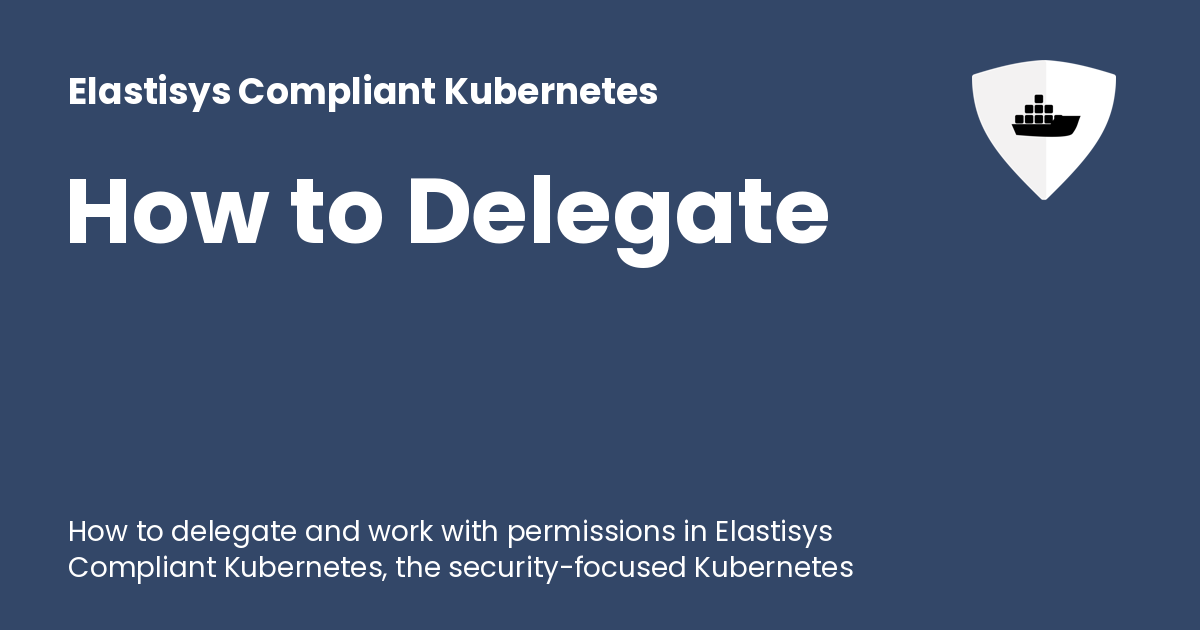 Elastisys Compliant Kubernetes
How to Delegate
How to delegate and work with permissions in Elastisys
Compliant Kubernetes, the security-focused Kubernetes